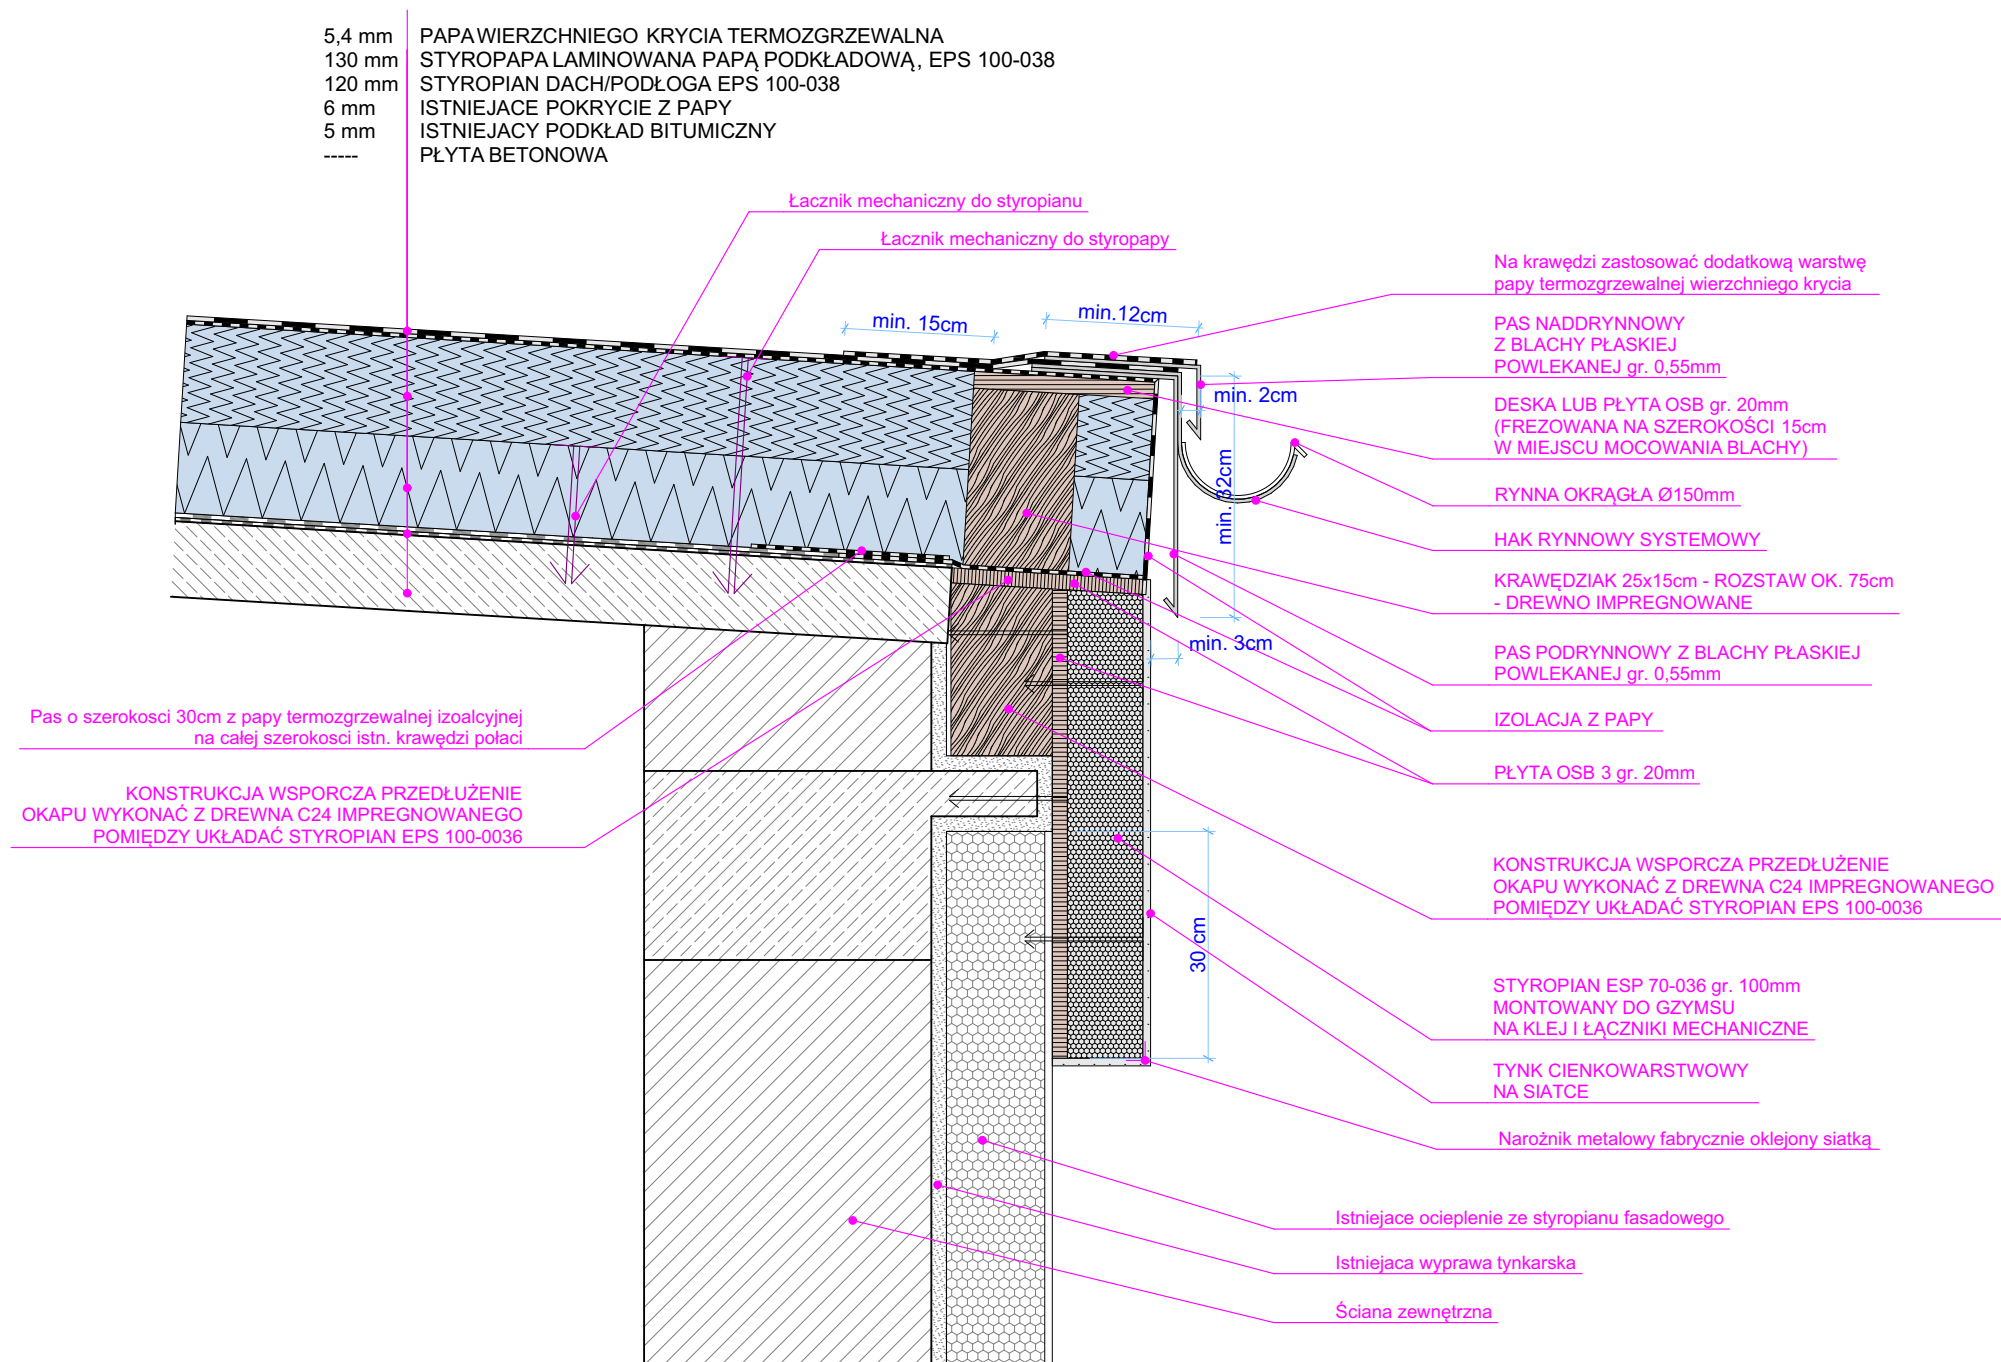 5,4 mm PAPA WIERZCHNIEGO KRYCIA TERMOZGRZEWALNA
130 mm STYROPAPA LAMINOWANA PAPĄ PODKŁADOWĄ, EPS 100-038
120 mm STYROPIAN DACH/PODŁOGA EPS 100-038
6 mm ISTNIEJACE POKRYCIE Z PAPY
5 mm ISTNIEJACY PODKŁAD BITUMICZNY
----- PŁYTA BETONOWA
Łacznik mechaniczny do styropianu
Łacznik mechaniczny do styropapy
min. 15cm
min.12cm
min. 2cm
min. 32cm
min. 3cm
30 cm
Na krawędzi zastosować dodatkową warstwę
papy termozgrzewalnej wierzchniego krycia
PAS NADDRYNNOWY
Z BLACHY PŁASKIEJ
POWLEKANEJ gr. 0,55mm
DESKA LUB PŁYTA OSB gr. 20mm
(FREZOWANA NA SZEROKOŚCI 15cm
W MIEJSCU MOCOWANIA BLACHY)
RYNNA OKRĄGŁA Ø150mm
HAK RYNNOWY SYSTEMOWY
KRAWĘDZIAK 25x15cm - ROZSTAW OK. 75cm
- DREWNO IMPREGNOWANE
PAS PODRYNNOWY Z BLACHY PŁASKIEJ
POWLEKANEJ gr. 0,55mm
IZOLACJA Z PAPY
PŁYTA OSB 3 gr. 20mm
KONSTRUKCJA WSPORCZA PRZEDŁUŻENIE
OKAPU WYKONAĆ Z DREWNA C24 IMPREGNOWANEGO
POMIĘDZY UKŁADAĆ STYROPIAN EPS 100-0036
STYROPIAN ESP 70-036 gr. 100mm
MONTOWANY DO GZYMSU
NA KLEJ I ŁĄCZNIKI MECHANICZNE
TYNK CIENKOWARSTWOWY
NA SIATCE
Narożnik metalowy fabrycznie oklejony siatką
Istniejace ocieplenie ze styropianu fasadowego
Istniejaca wyprawa tynkarska
Ściana zewnętrzna
Pas o szerokosci 30cm z papy termozgrzewalnej izoalcyjnej
na całej szerokosci istn. krawędzi połaci
KONSTRUKCJA WSPORCZA PRZEDŁUŻENIE
OKAPU WYKONAĆ Z DREWNA C24 IMPREGNOWANEGO
POMIĘDZY UKŁADAĆ STYROPIAN EPS 100-0036